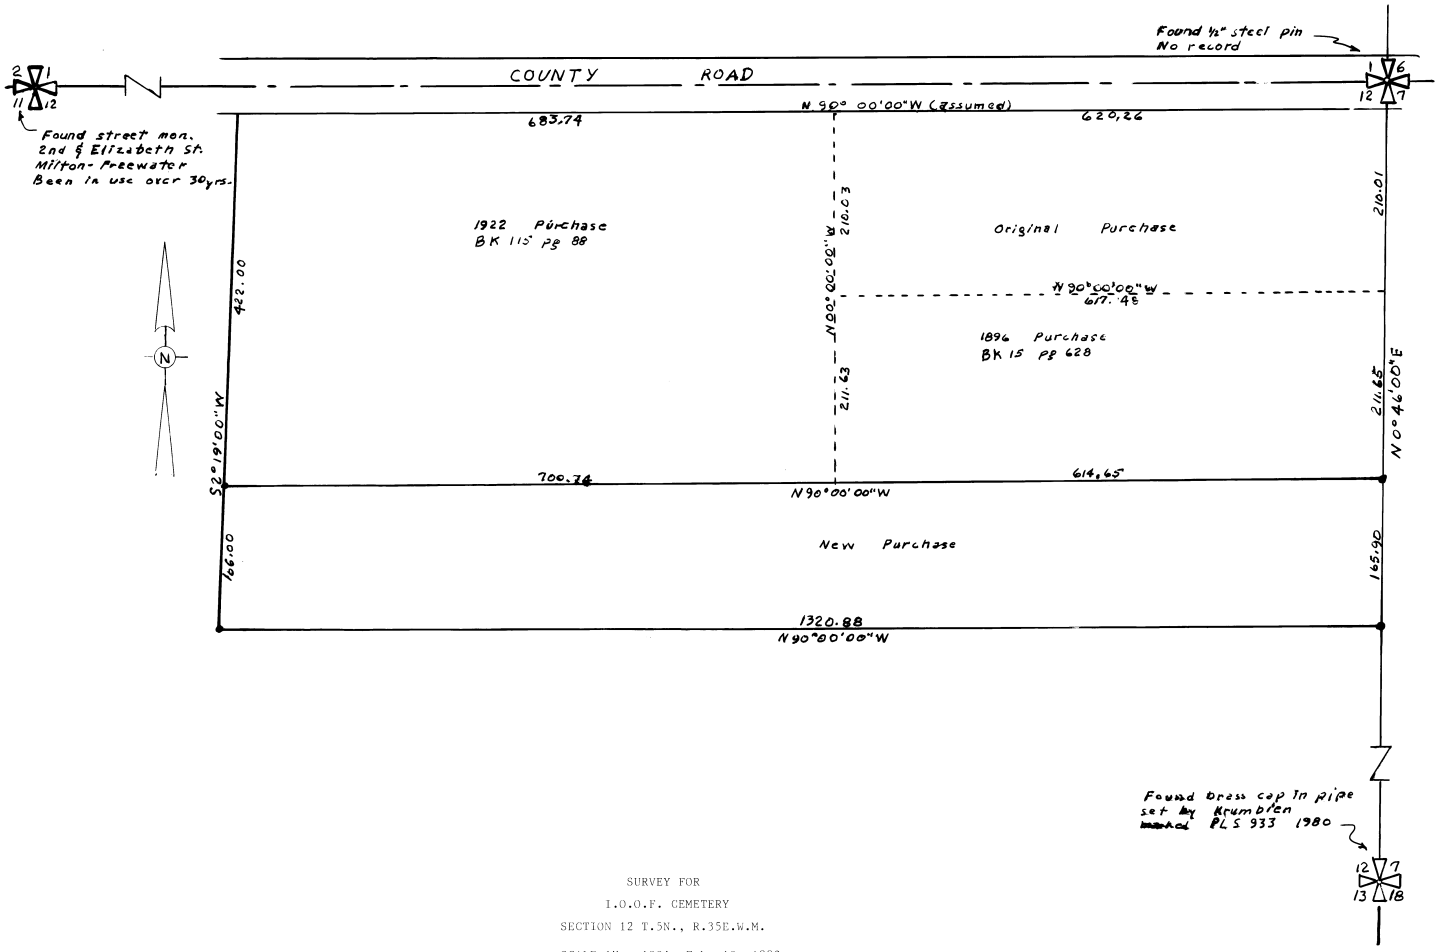 Found ½" steel pin
No record
2 1
11 12
COUNTY ROAD
1 6
12 7
N 90° 00'00"W (assumed)
683.74
620.26
Found street mon.
2nd & Elizabeth St.
Milton-Freewater
Been in use over 30yrs.
210.03
210.01
1922 Purchase
BK 115 pg 88
Original Purchase
N00°00'00"W
422.00
N 90°00'00"W
617.48
1896 Purchase
BK 15 pg 628
N
211.63
211.65
N 0°46'00"E
S2°19'00"W
700.74
614.65
N90°00'00"W
New Purchase
165.90
1320.88
N90°00'00"W
Found brass cap in pipe
set by Krumbien
PLS 933 1980
12 7
13 18
SURVEY FOR
I.O.O.F. CEMETERY
SECTION 12 T.5N., R.35E.W.M.